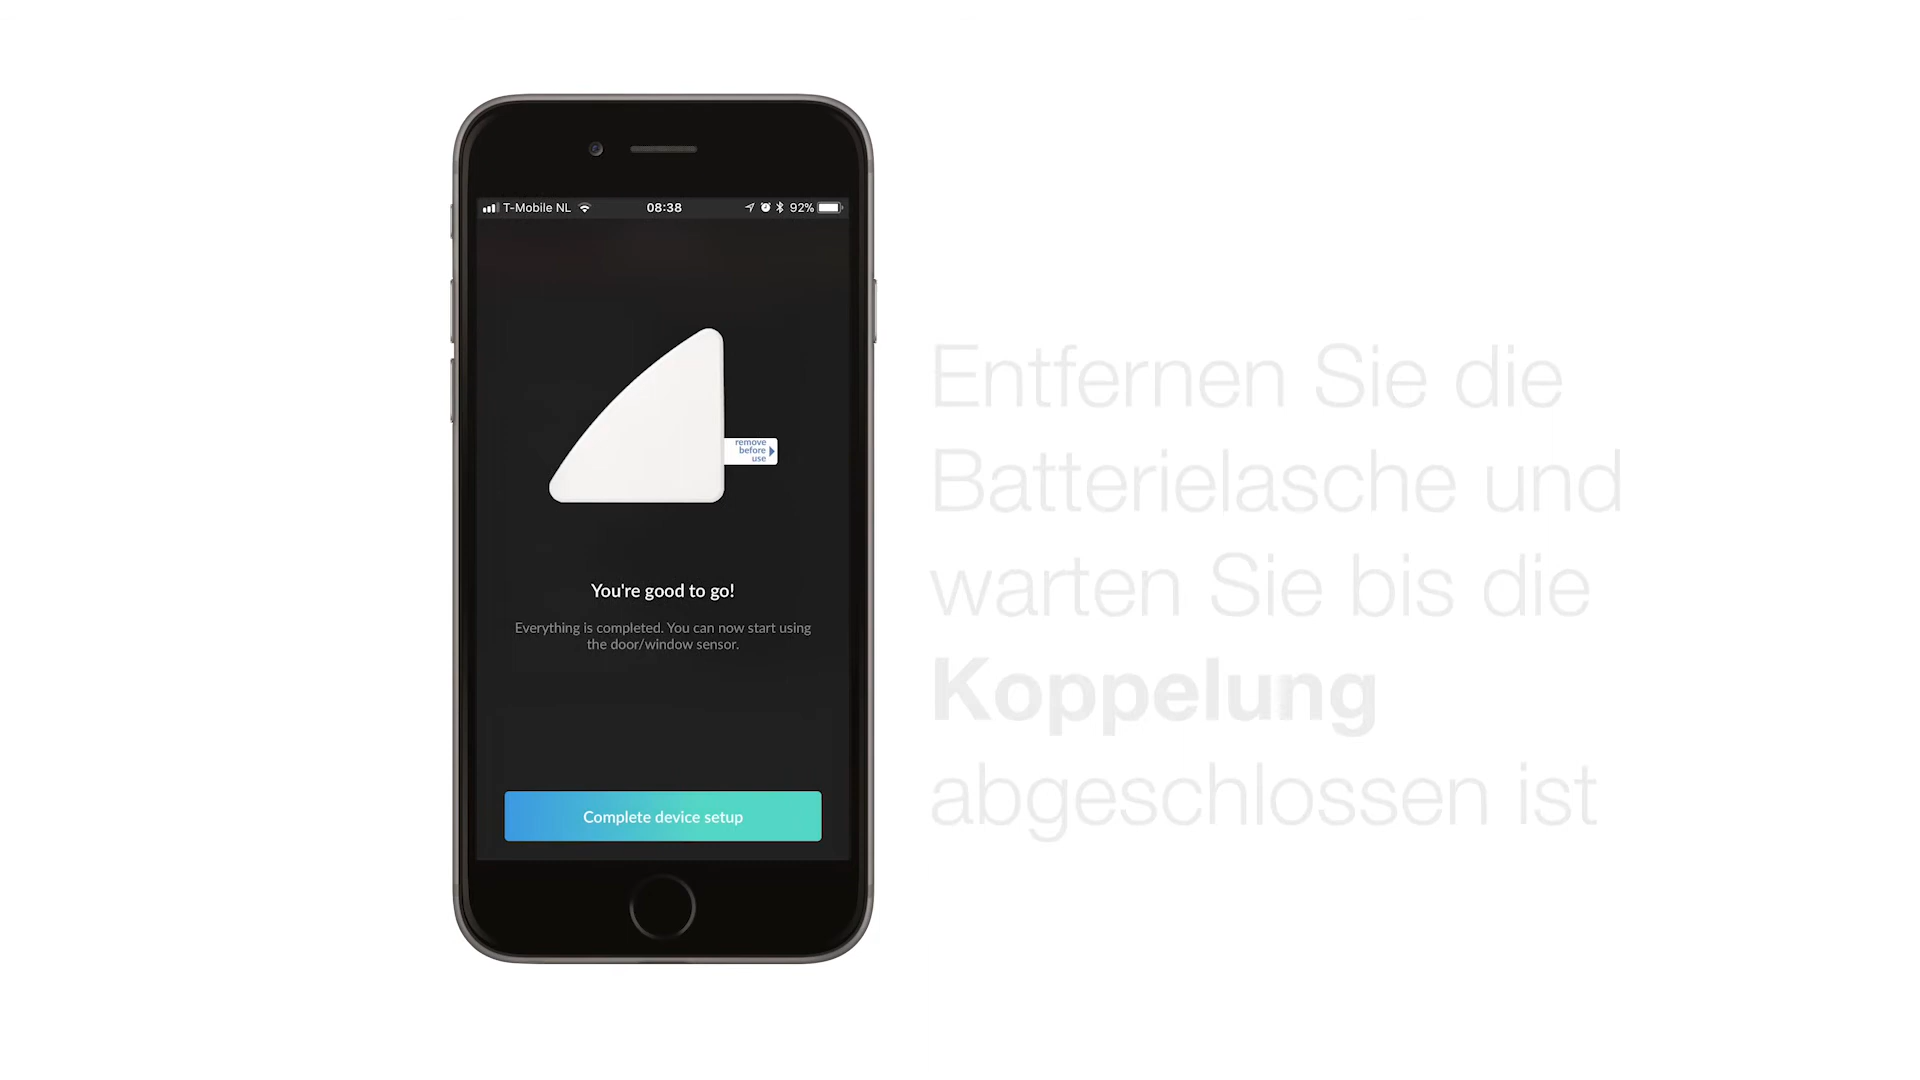 T-Mobile NL 08:38 92%
remove
before
use
You're good to go!
Everything is completed. You can now start using
the door/window sensor.
Complete device setup
Entfernen Sie die
Batterielasche und
warten Sie bis die
Koppelung
abgeschlossen ist